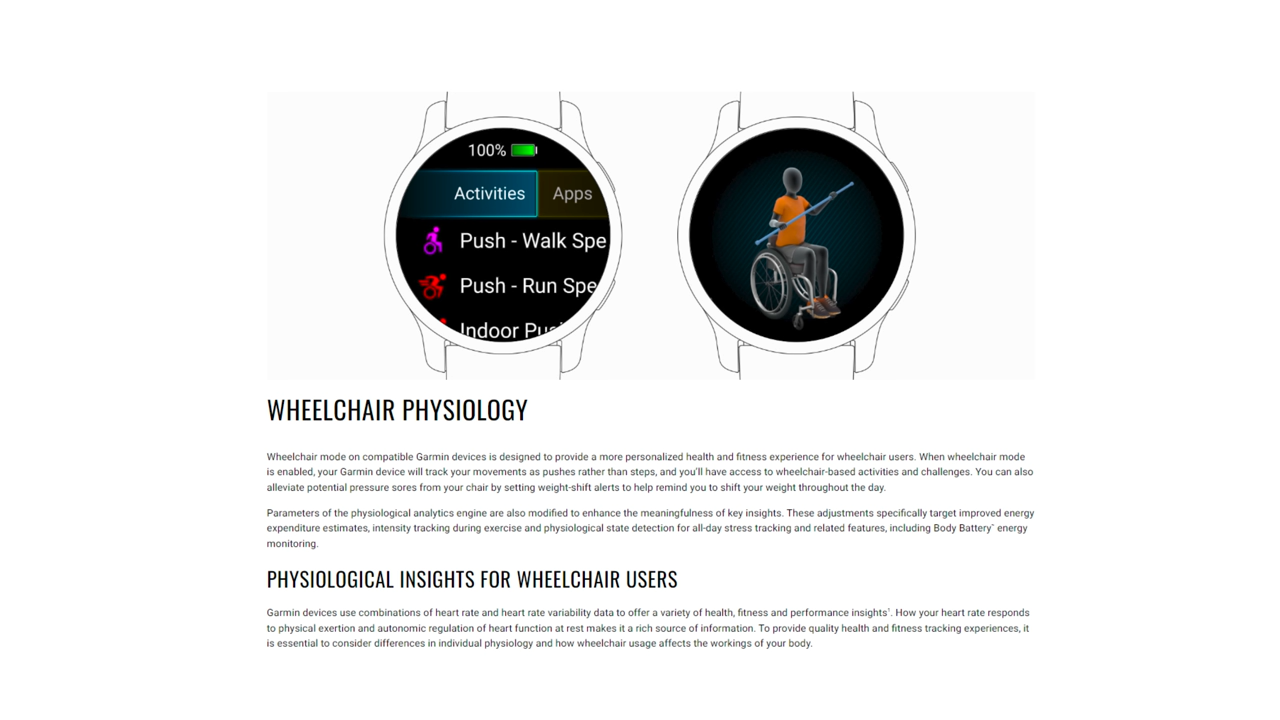 100%
Activities Apps
Push - Walk Spe
Push - Run Spe
Indoor Pus
WHEELCHAIR PHYSIOLOGY
Wheelchair mode on compatible Garmin devices is designed to provide a more personalized health and fitness experience for wheelchair users. When wheelchair mode
is enabled, your Garmin device will track your movements as pushes rather than steps, and you'll have access to wheelchair-based activities and challenges. You can also
alleviate potential pressure sores from your chair by setting weight-shift alerts to help remind you to shift your weight throughout the day.
Parameters of the physiological analytics engine are also modified to enhance the meaningfulness of key insights. These adjustments specifically target improved energy
expenditure estimates, intensity tracking during exercise and physiological state detection for all-day stress tracking and related features, including Body Battery™ energy
monitoring.
PHYSIOLOGICAL INSIGHTS FOR WHEELCHAIR USERS
Garmin devices use combinations of heart rate and heart rate variability data to offer a variety of health, fitness and performance insights¹. How your heart rate responds
to physical exertion and autonomic regulation of heart function at rest makes it a rich source of information. To provide quality health and fitness tracking experiences, it
is essential to consider differences in individual physiology and how wheelchair usage affects the workings of your body.